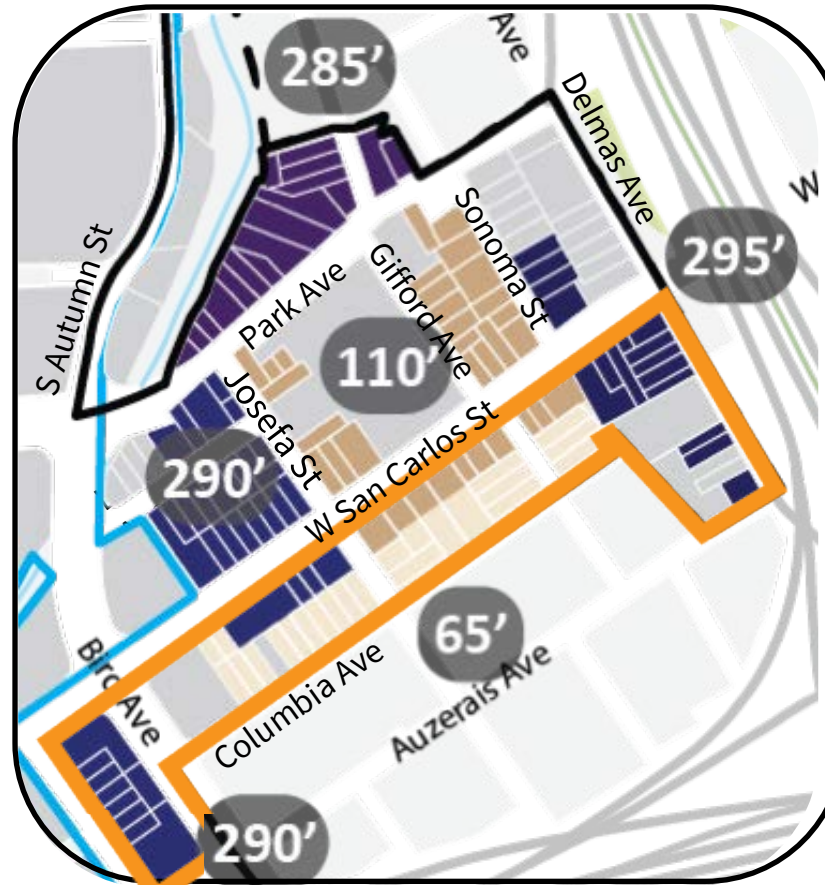 Ave
285’
Delmas Ave
W
S Autumn St
Sonoma St
295’
Park Ave
Gifford Ave
110’
Josefa St
290’
W San Carlos St
65’
Columbia Ave
Auzerais Ave
290’